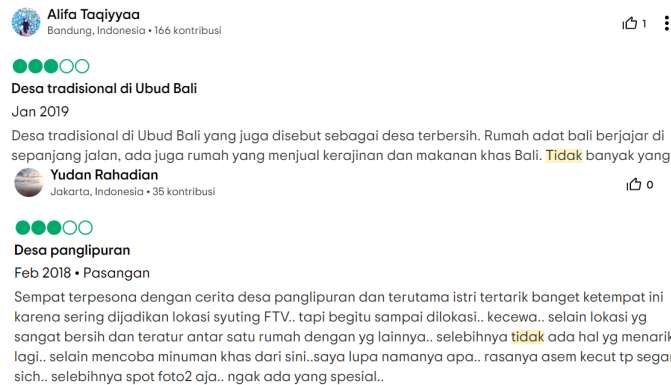 Alifa Taqiyyaa
Bandung, Indonesia • 166 kontribusi
1
Desa tradisional di Ubud Bali
Jan 2019
Desa tradisional di Ubud Bali yang juga disebut sebagai desa terbersih. Rumah adat bali berjajar di
sepanjang jalan, ada juga rumah yang menjual kerajinan dan makanan khas Bali. Tidak banyak yang
Yudan Rahadian
Jakarta, Indonesia • 35 kontribusi
0
Desa panglipuran
Feb 2018 • Pasangan
Sempat terpesona dengan cerita desa panglipuran dan terutama istri tertarik banget ketempat ini
karena sering dijadikan lokasi syuting FTV.. tapi begitu sampai dilokasi.. kecewa.. selain lokasi yg
sangat bersih dan teratur antar satu rumah dengan yg lainnya.. selebihnya tidak ada hal yg menarik
lagi.. selain mencoba minuman khas dari sini..saya lupa namanya apa.. rasanya asem kecut tp segar
sich.. selebihnya spot foto2 aja.. ngak ada yang spesial..